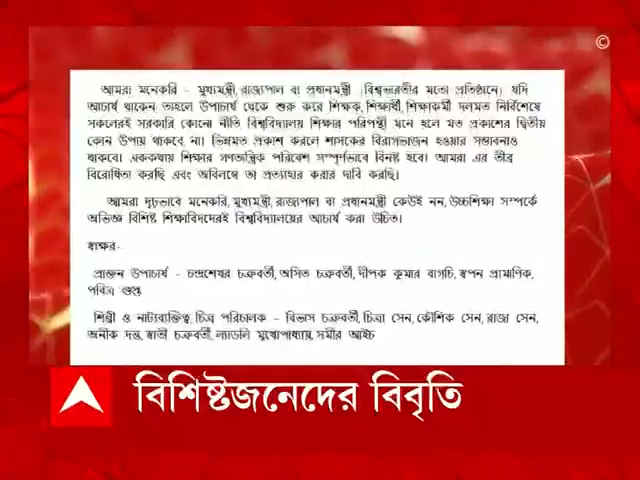 ©
আমরা মনেকরি - মুখ্যমন্ত্রী, রাজ্যপাল বা প্রধানমন্ত্রী (বিশ্বভারতীর মতো প্রতিষ্ঠানে) যদি
আচার্য থাকেন, তাহলে উপাচার্য থেকে শুরু করে শিক্ষক, শিক্ষার্থী, শিক্ষাকর্মী দলমত নির্বিশেষে
সকলেরই সরকারি কোনো নীতি বিশ্ববিদ্যালয় শিক্ষার পরিপন্থী মনে হলে মত প্রকাশের দ্বিতীয়
কোন উপায় থাকবে না। ভিন্নমত প্রকাশ করলে শাসকের বিরাগভাজন হওয়ার সম্ভাবনাও
থাকবে। এককথায় শিক্ষার গণতান্ত্রিক পরিবেশ সম্পূর্ণভাবে বিনষ্ট হবে। আমরা এর তীব্র
বিরোধিতা করছি এবং অবিলম্বে তা প্রত্যাহার করার দাবি করছি।
আমরা দৃঢ়ভাবে মনেকরি, মুখ্যমন্ত্রী, রাজ্যপাল বা প্রধানমন্ত্রী কেউই নন, উচ্চশিক্ষা সম্পর্কে
অভিজ্ঞ বিশিষ্ট শিক্ষাবিদদেরই বিশ্ববিদ্যালয়ের আচার্য করা উচিত।
স্বাক্ষর-
প্রাক্তন উপাচার্য - চন্দ্রশেখর চক্রবর্তী, অসিত চক্রবর্তী, দীপক কুমার বাগচি, স্বপন প্রামাণিক,
পবিত্র গুপ্ত
শিল্পী ও নাট্যব্যক্তিত্ব, চিত্র পরিচালক - বিভাস চক্রবর্তী, চিত্রা সেন, কৌশিক সেন, রাজা সেন,
অনীক দত্ত, স্বাতী চক্রবর্তী, ল্যাডলি মুখোপাধ্যায়, সমীর আইচ
বিশিষ্টজনেদের বিবৃতি